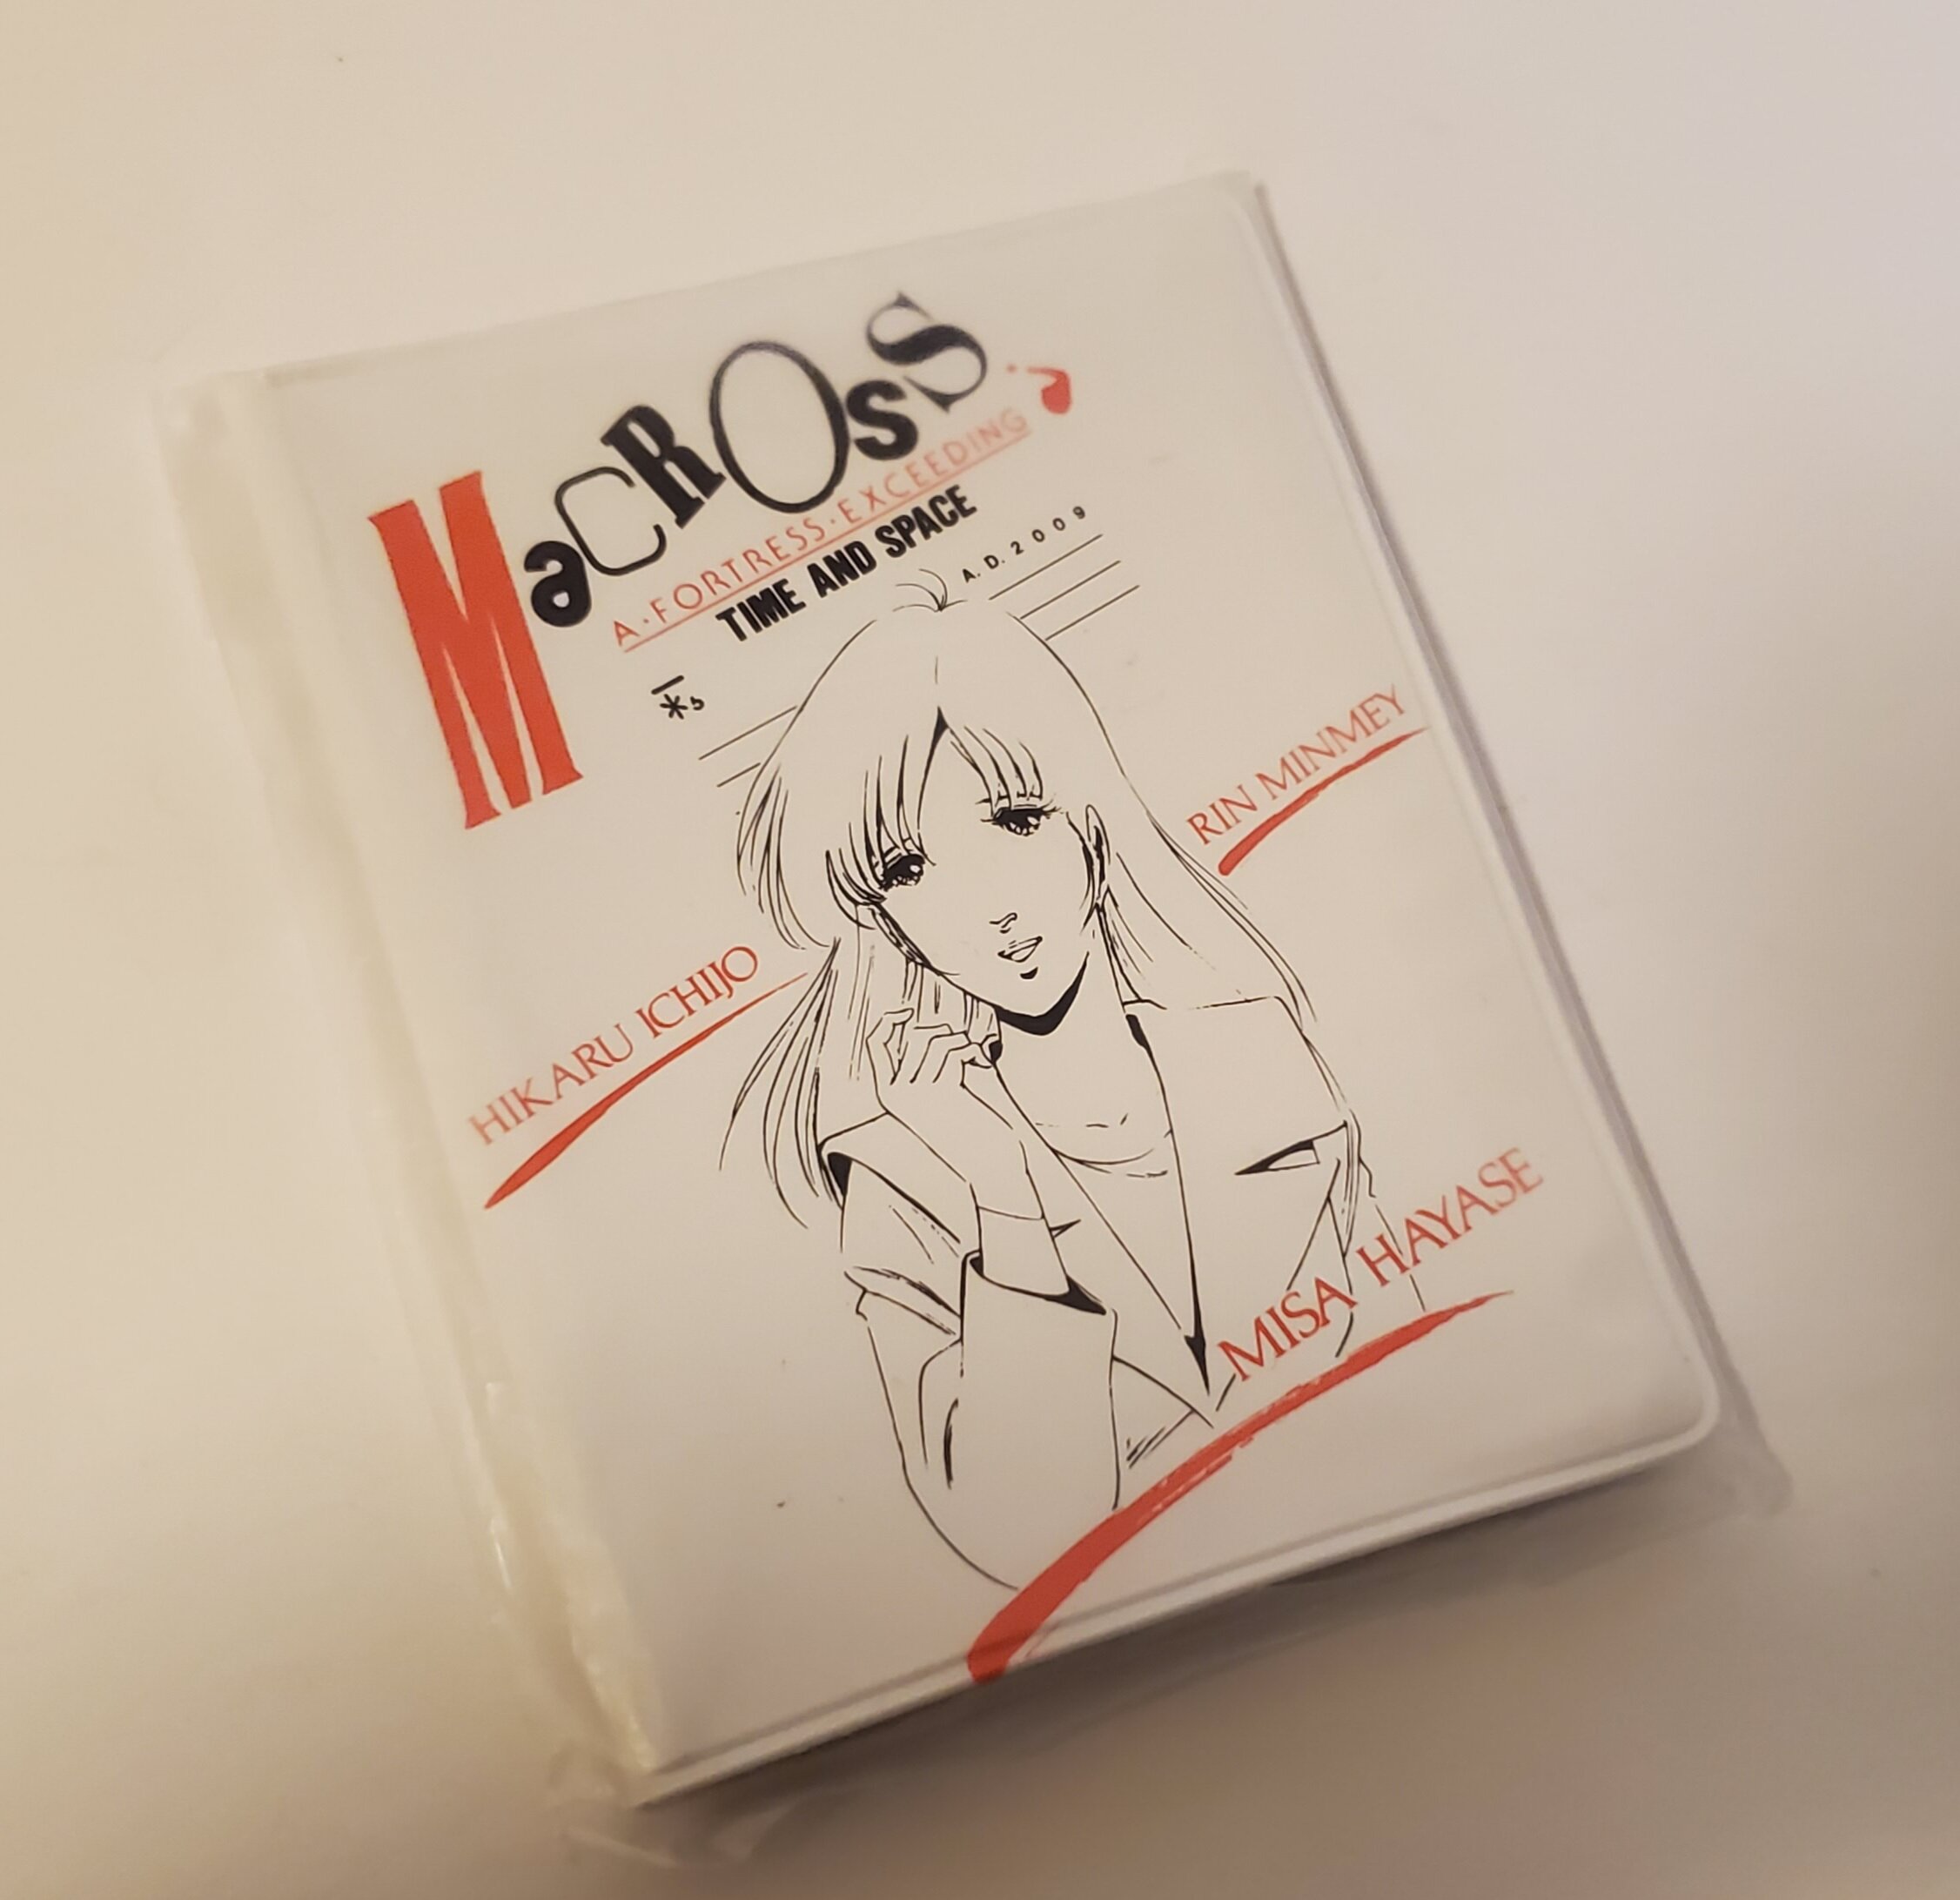 MaCROsS
A·FORTRESS·EXCEEDING
TIME AND SPACE
A.D.2009
RIN MINMEY
HIKARU ICHIJO
MISA HAYASE